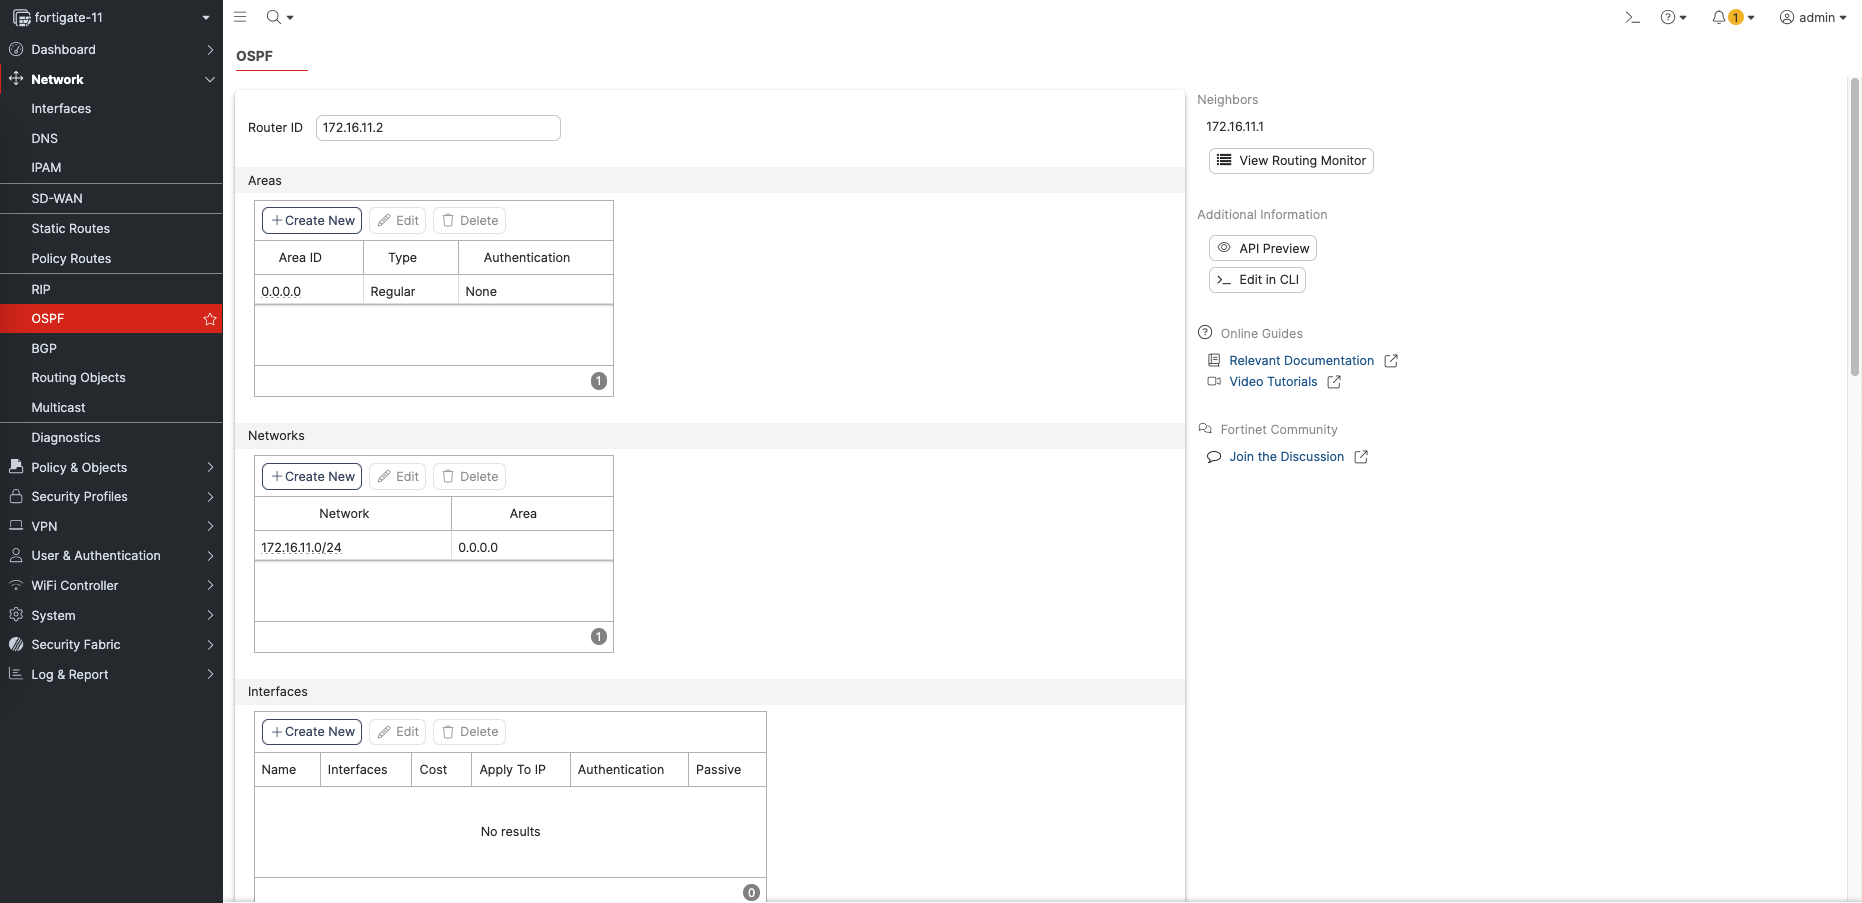 fortigate-11
Dashboard
Network
Interfaces
DNS
IPAM
SD-WAN
Static Routes
Policy Routes
RIP
OSPF
BGP
Routing Objects
Multicast
Diagnostics
Policy & Objects
Security Profiles
VPN
User & Authentication
WiFi Controller
System
Security Fabric
Log & Report
1 admin
OSPF
Router ID 172.16.11.2
Areas
Create New Edit Delete
Area ID Type Authentication
0.0.0.0 Regular None
1
Networks
Create New Edit Delete
Network Area
172.16.11.0/24 0.0.0.0
1
Interfaces
Create New Edit Delete
Name Interfaces Cost Apply To IP Authentication Passive
No results
0
Neighbors
172.16.11.1
View Routing Monitor
Additional Information
API Preview
Edit in CLI
Online Guides
Relevant Documentation
Video Tutorials
Fortinet Community
Join the Discussion